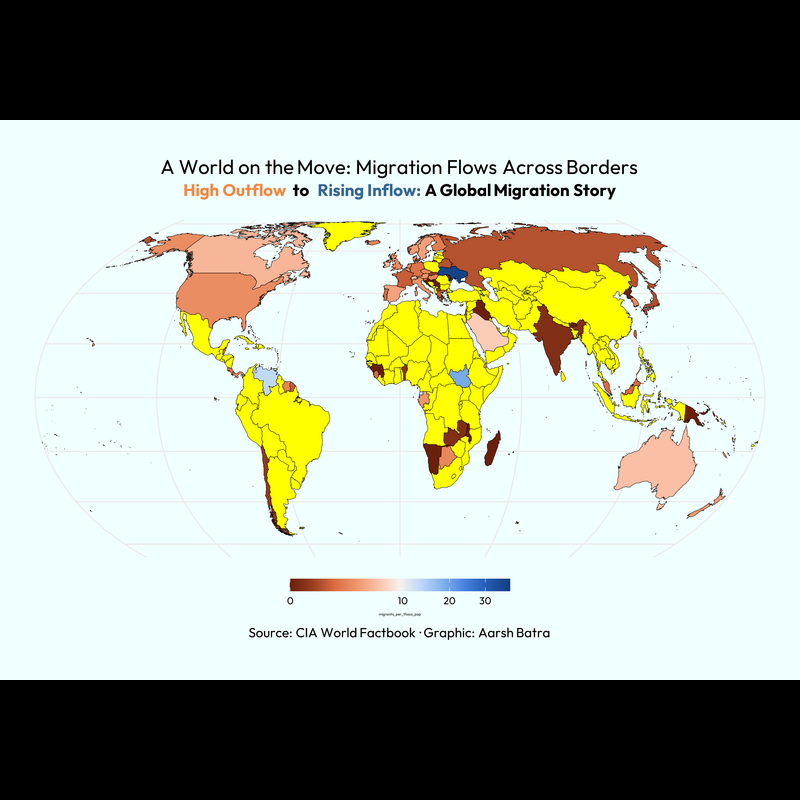 A World on the Move: Migration Flows Across Borders
High Outflow to Rising Inflow: A Global Migration Story
0 10 20 30
migrants_per_thous_pop
Source: CIA World Factbook · Graphic: Aarsh Batra